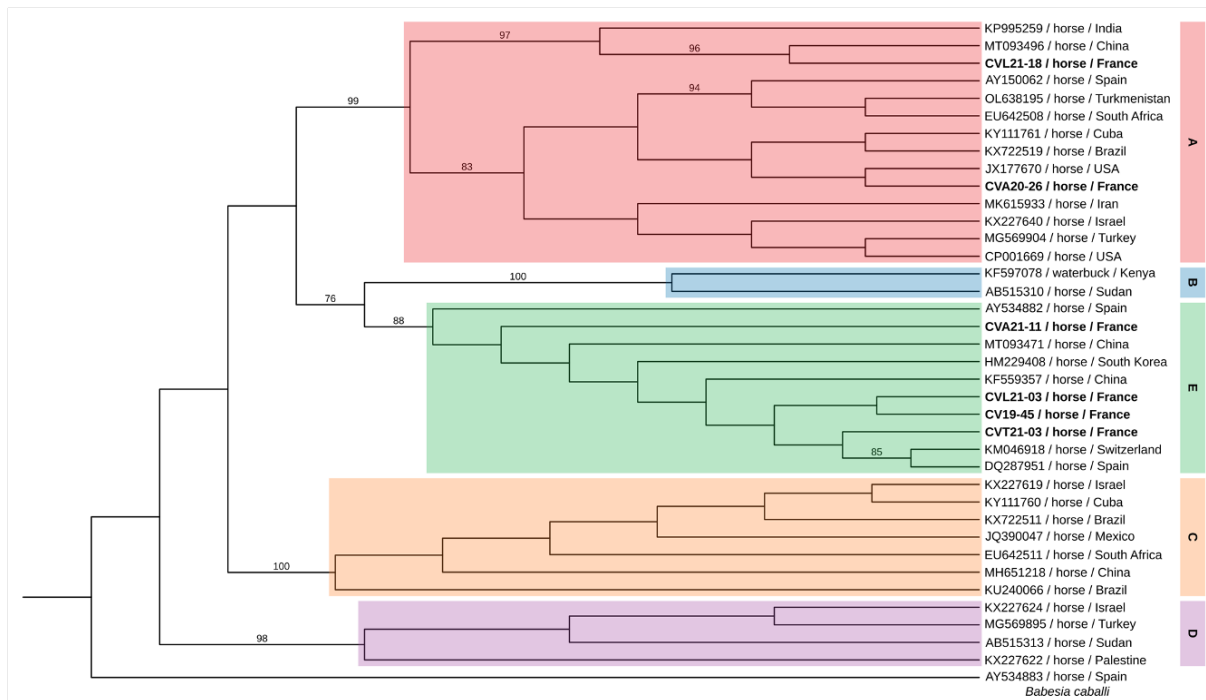 KP995259 / horse / India
97
MT093496 / horse / China
96
CVL21-18 / horse / France
AY150062 / horse / Spain
94
OL638195 / horse / Turkmenistan
99
EU642508 / horse / South Africa
KY111761 / horse / Cuba
A
KX722519 / horse / Brazil
83
JX177670 / horse / USA
CVA20-26 / horse / France
MK615933 / horse / Iran
KX227640 / horse / Israel
MG569904 / horse / Turkey
CP001669 / horse / USA
100
KF597078 / waterbuck / Kenya
B
AB515310 / horse / Sudan
76
AY534882 / horse / Spain
88
CVA21-11 / horse / France
MT093471 / horse / China
HM229408 / horse / South Korea
KF559357 / horse / China
E
CVL21-03 / horse / France
CV19-45 / horse / France
CVT21-03 / horse / France
85
KM046918 / horse / Switzerland
DQ287951 / horse / Spain
KX227619 / horse / Israel
KY111760 / horse / Cuba
KX722511 / horse / Brazil
JQ390047 / horse / Mexico
C
EU642511 / horse / South Africa
100
MH651218 / horse / China
KU240066 / horse / Brazil
KX227624 / horse / Israel
MG569895 / horse / Turkey
D
98
AB515313 / horse / Sudan
KX227622 / horse / Palestine
AY534883 / horse / Spain
Babesia caballi